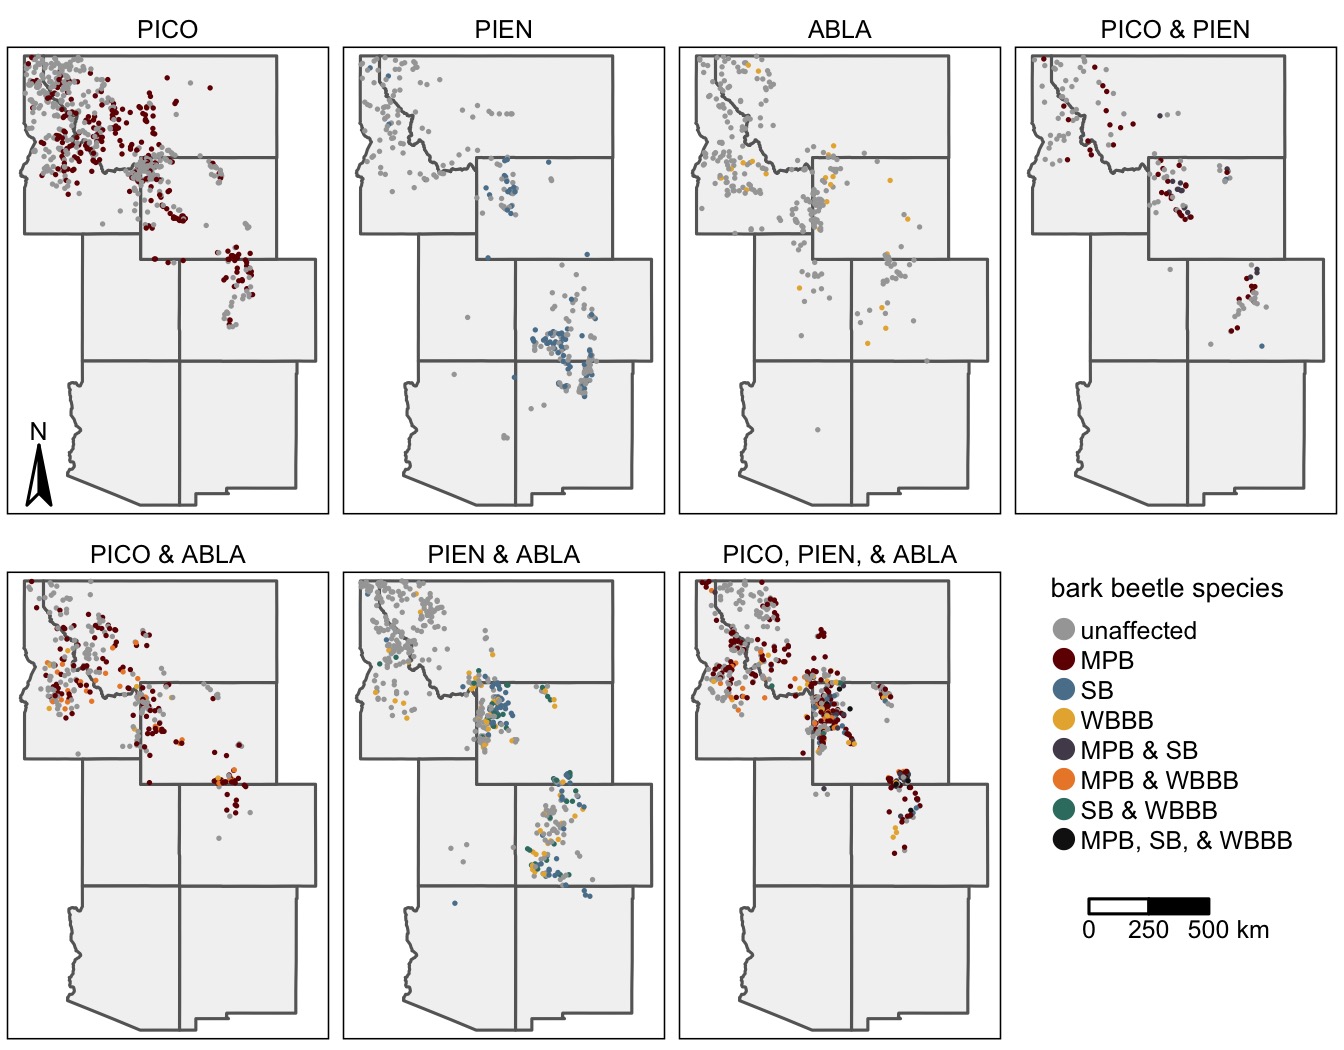 PICO
PIEN
ABLA
PICO & PIEN
N
PICO & ABLA
PIEN & ABLA
PICO, PIEN, & ABLA
bark beetle species
unaffected
MPB
SB
WBBB
MPB & SB
MPB & WBBB
SB & WBBB
MPB, SB, & WBBB
0 250 500 km